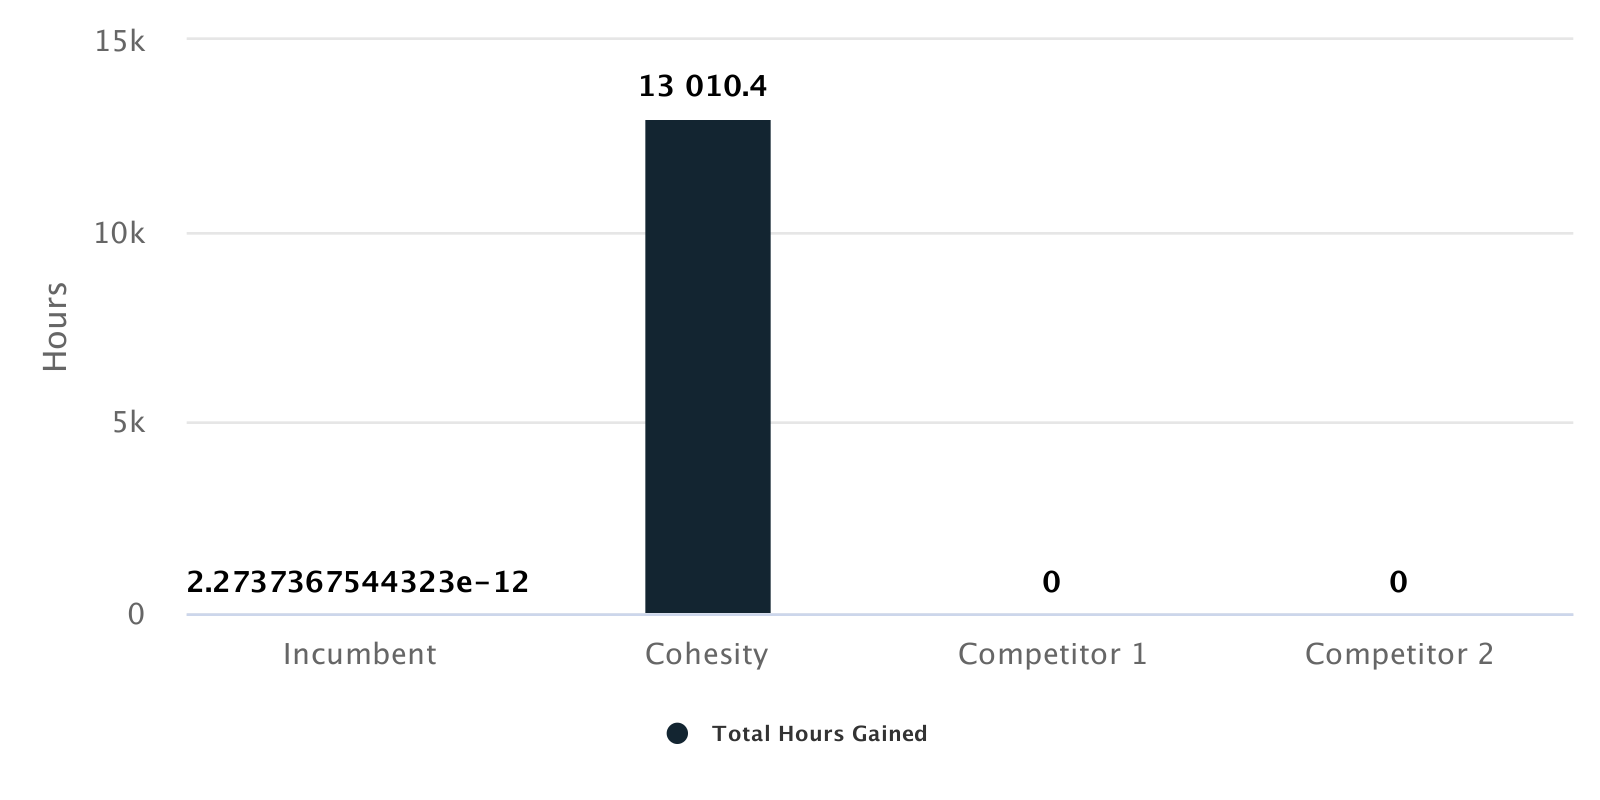 15k
13 010.4
10k
Hours
5k
2.2737367544323e-12
0
0
0
Incumbent
Cohesity
Competitor 1
Competitor 2
Total Hours Gained